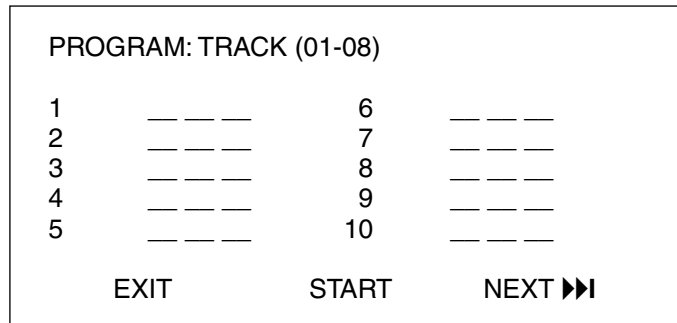 PROGRAM: TRACK (01-08)
1 __ __ __ 6 __ __ __
2 __ __ __ 7 __ __ __
3 __ __ __ 8 __ __ __
4 __ __ __ 9 __ __ __
5 __ __ __ 10 __ __ __
EXIT START NEXT ⏭